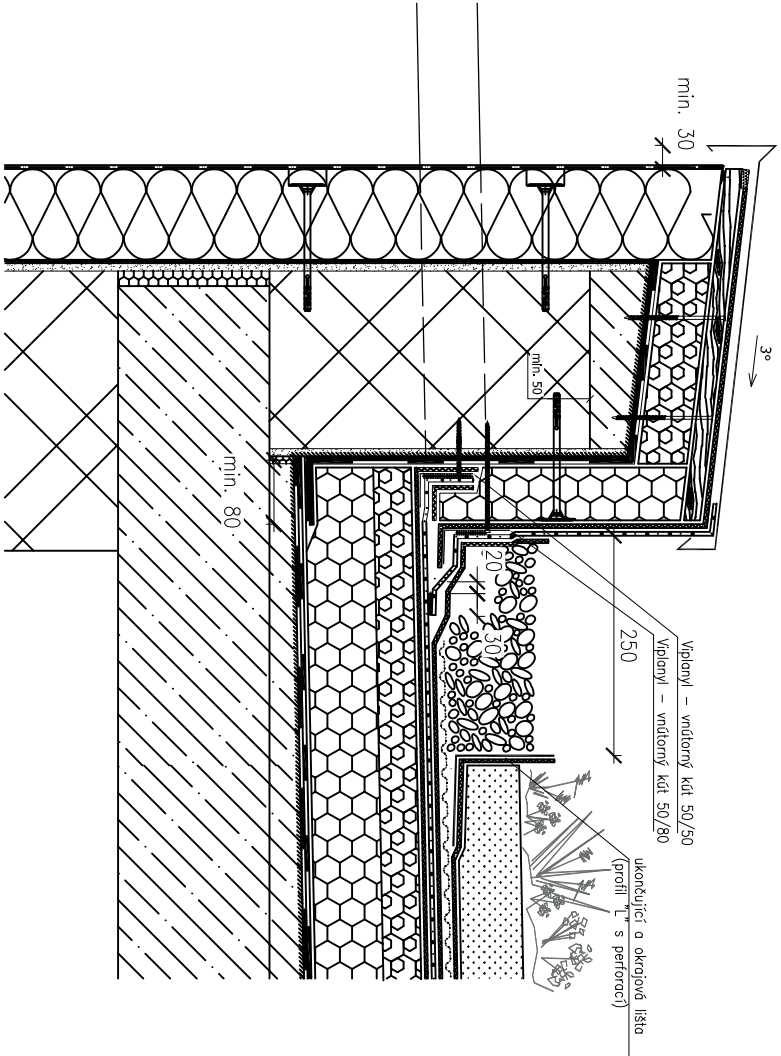 min. 30
3°
min. 50
min. 80
20
30
250
Viplanyl – vnútorný kút 50/50
Viplanyl – vnútorný kút 50/80
ukončující a okrajová lišta
(profil "L" s perforací)